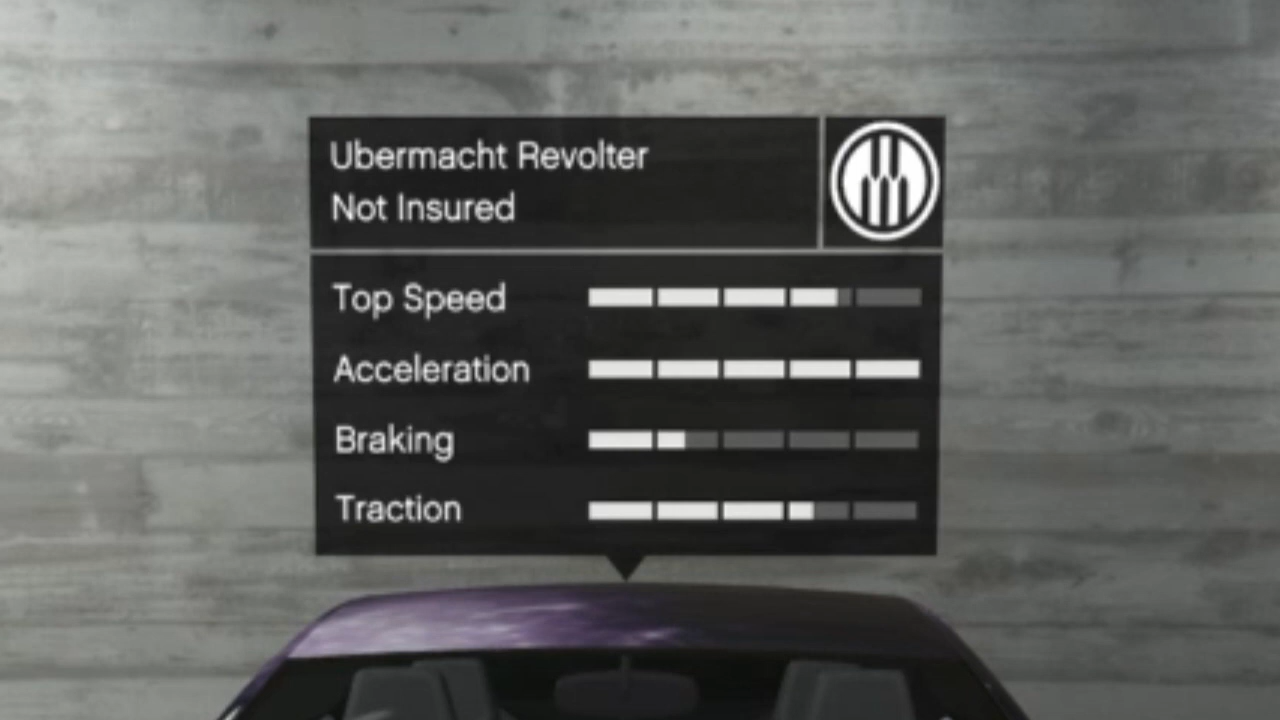 Ubermacht Revolter
Not Insured
Top Speed
Acceleration
Braking
Traction